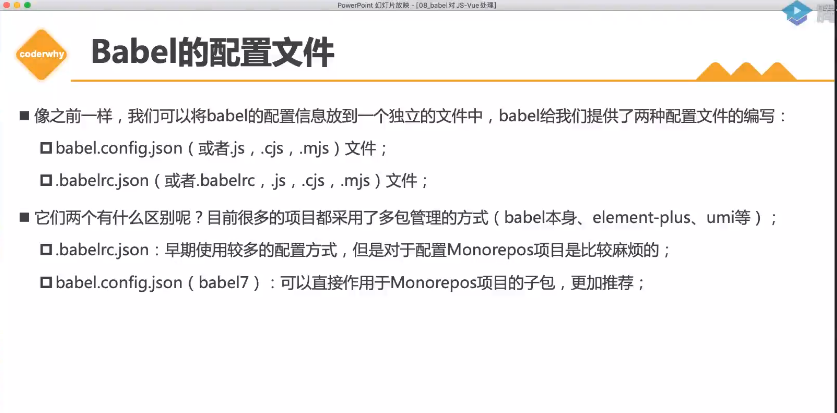 PowerPoint 幻灯片放映 - [08_babel 对 JS-Vue处理]
腾
coderwhy
Babel的配置文件
像之前一样，我们可以将babel的配置信息放到一个独立的文件中，babel给我们提供了两种配置文件的编写：
babel.config.json（或者.js，.cjs，.mjs）文件；
.babelrc.json（或者.babelrc，.js，.cjs，.mjs）文件；
它们两个有什么区别呢？目前很多的项目都采用了多包管理的方式（babel本身、element-plus、umi等）；
.babelrc.json：早期使用较多的配置方式，但是对于配置Monorepos项目是比较麻烦的；
babel.config.json（babel7）：可以直接作用于Monorepos项目的子包，更加推荐；